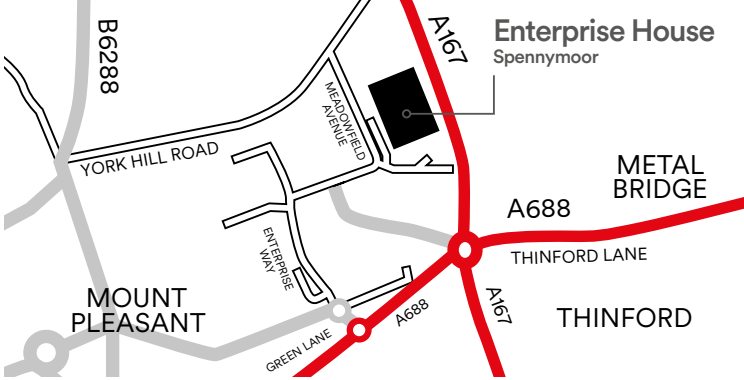 Enterprise House
Spennymoor
B6288
A167
MEADOWFIELD
AVENUE
YORK HILL ROAD
METAL
BRIDGE
A688
THINFORD LANE
ENTERPRISE
WAY
MOUNT
PLEASANT
A688
A167
THINFORD
GREEN LANE